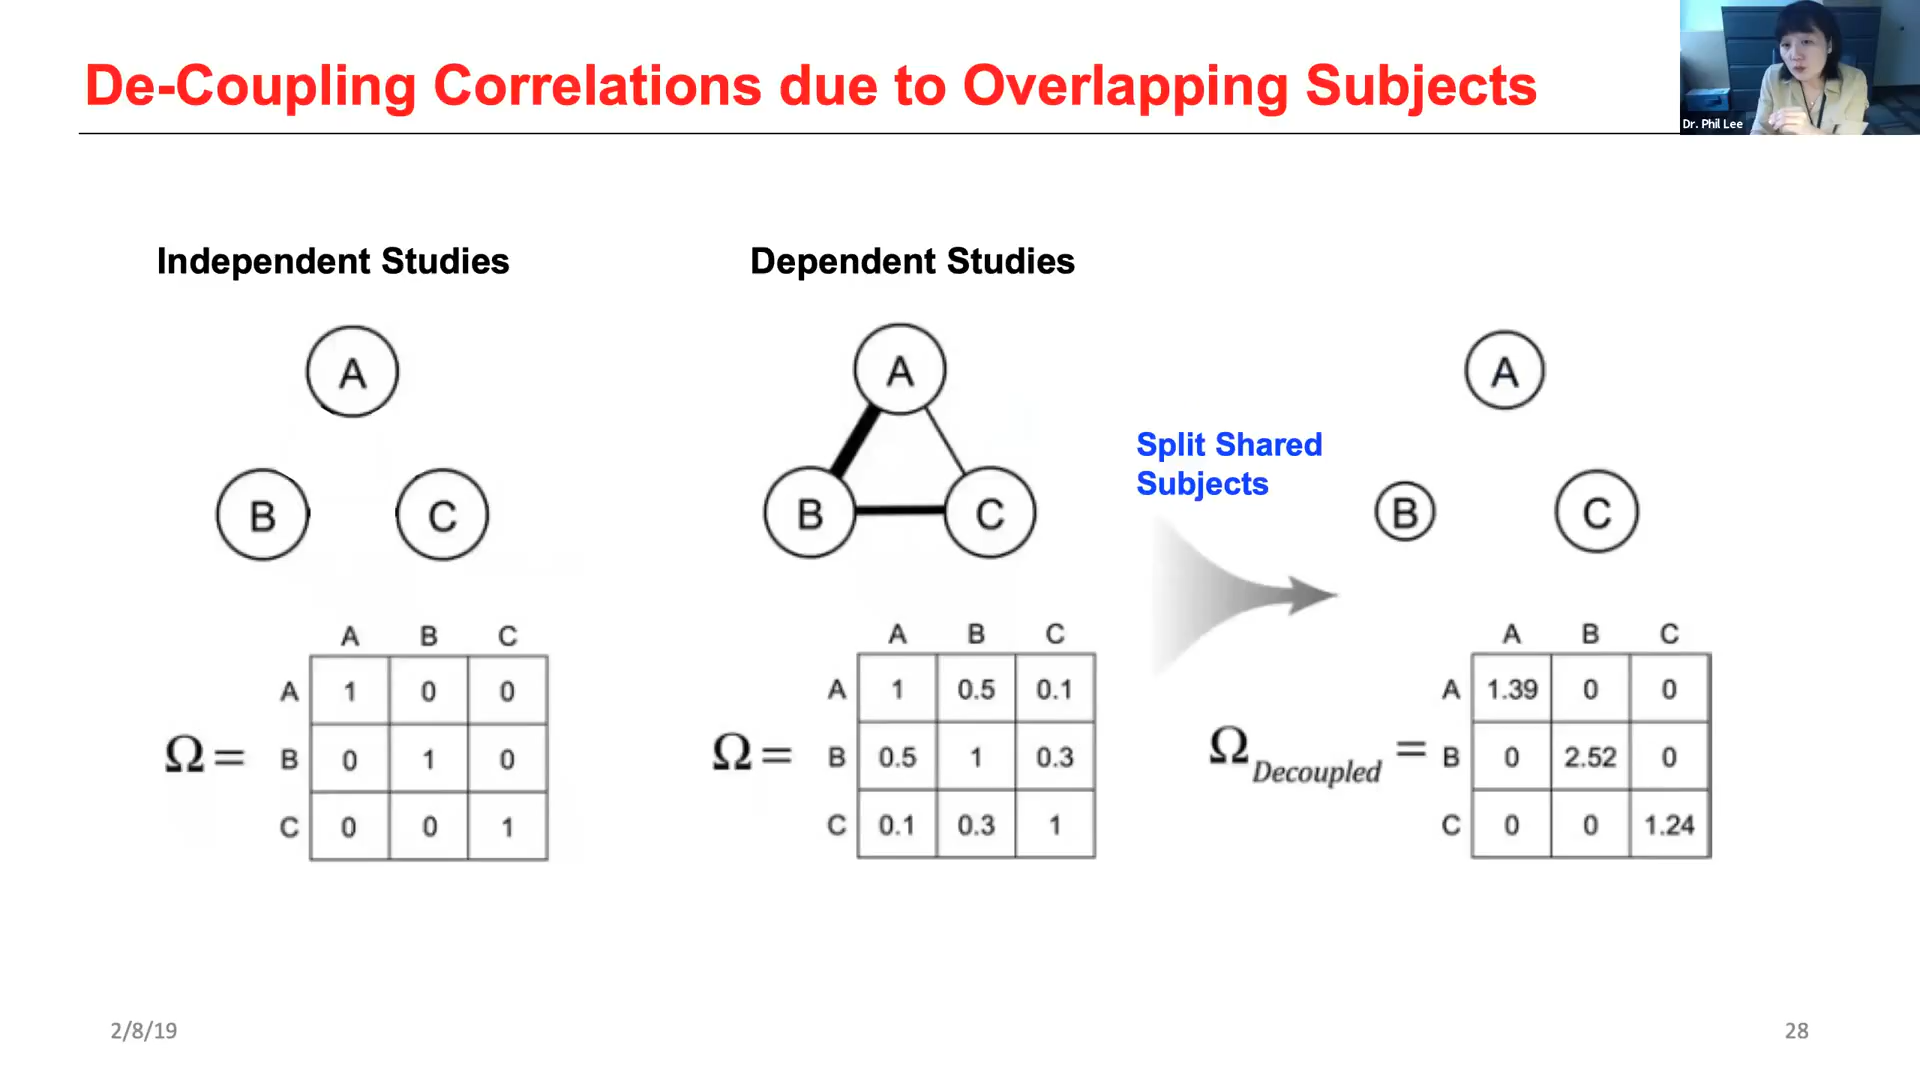 De-Coupling Correlations due to Overlapping Subjects
Dr. Phil Lee
Independent Studies
A
B C
A B C
Ω = A 1 0 0
B 0 1 0
C 0 0 1
Dependent Studies
A
B C
A B C
Ω = A 1 0.5 0.1
B 0.5 1 0.3
C 0.1 0.3 1
Split Shared
Subjects
A
B C
A B C
Ω Decoupled = A 1.39 0 0
B 0 2.52 0
C 0 0 1.24
2/8/19
28